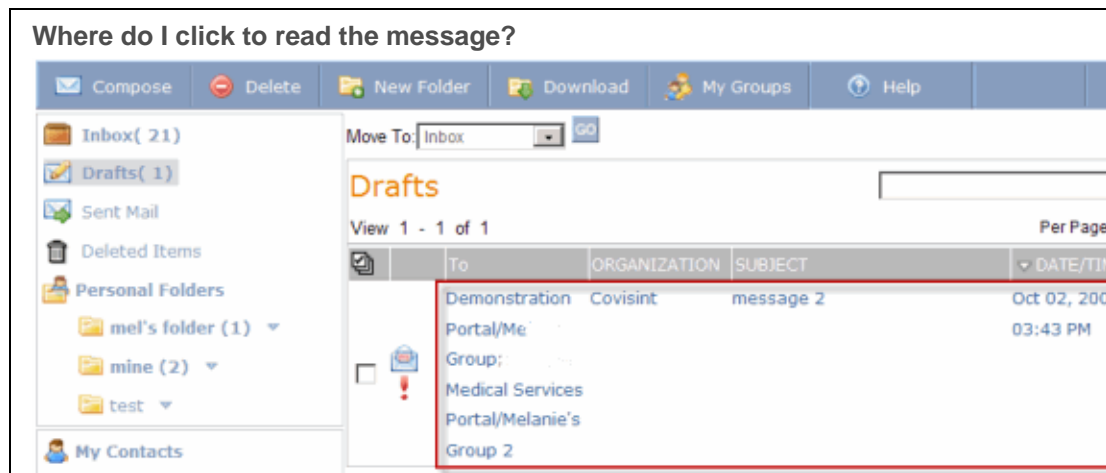 Where do I click to read the message?
Compose Delete New Folder Download My Groups Help
Inbox( 21)
Drafts( 1)
Sent Mail
Deleted Items
Personal Folders
mel's folder (1)
mine (2)
test
My Contacts
Move To: Inbox GO
Drafts
View 1 - 1 of 1 Per Page
To ORGANIZATION SUBJECT DATE/TI
Demonstration Covisint message 2 Oct 02, 200
Portal/Me 03:43 PM
Group;
Medical Services
Portal/Melanie's
Group 2